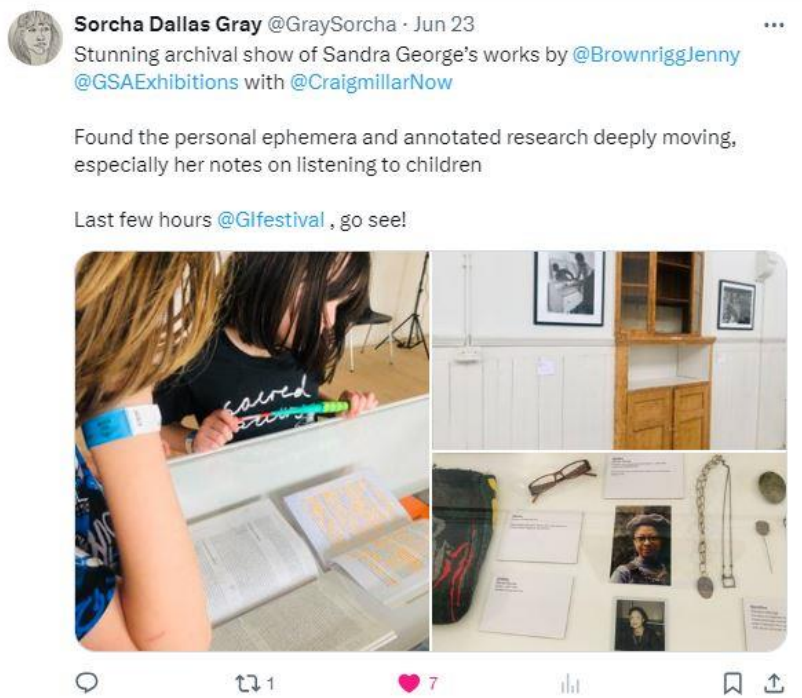 Sorcha Dallas Gray @GraySorcha · Jun 23
Stunning archival show of Sandra George's works by @BrownriggJenny
@GSAExhibitions with @CraigmillarNow
Found the personal ephemera and annotated research deeply moving,
especially her notes on listening to children
Last few hours @GIfestival , go see!
sacred
1
7